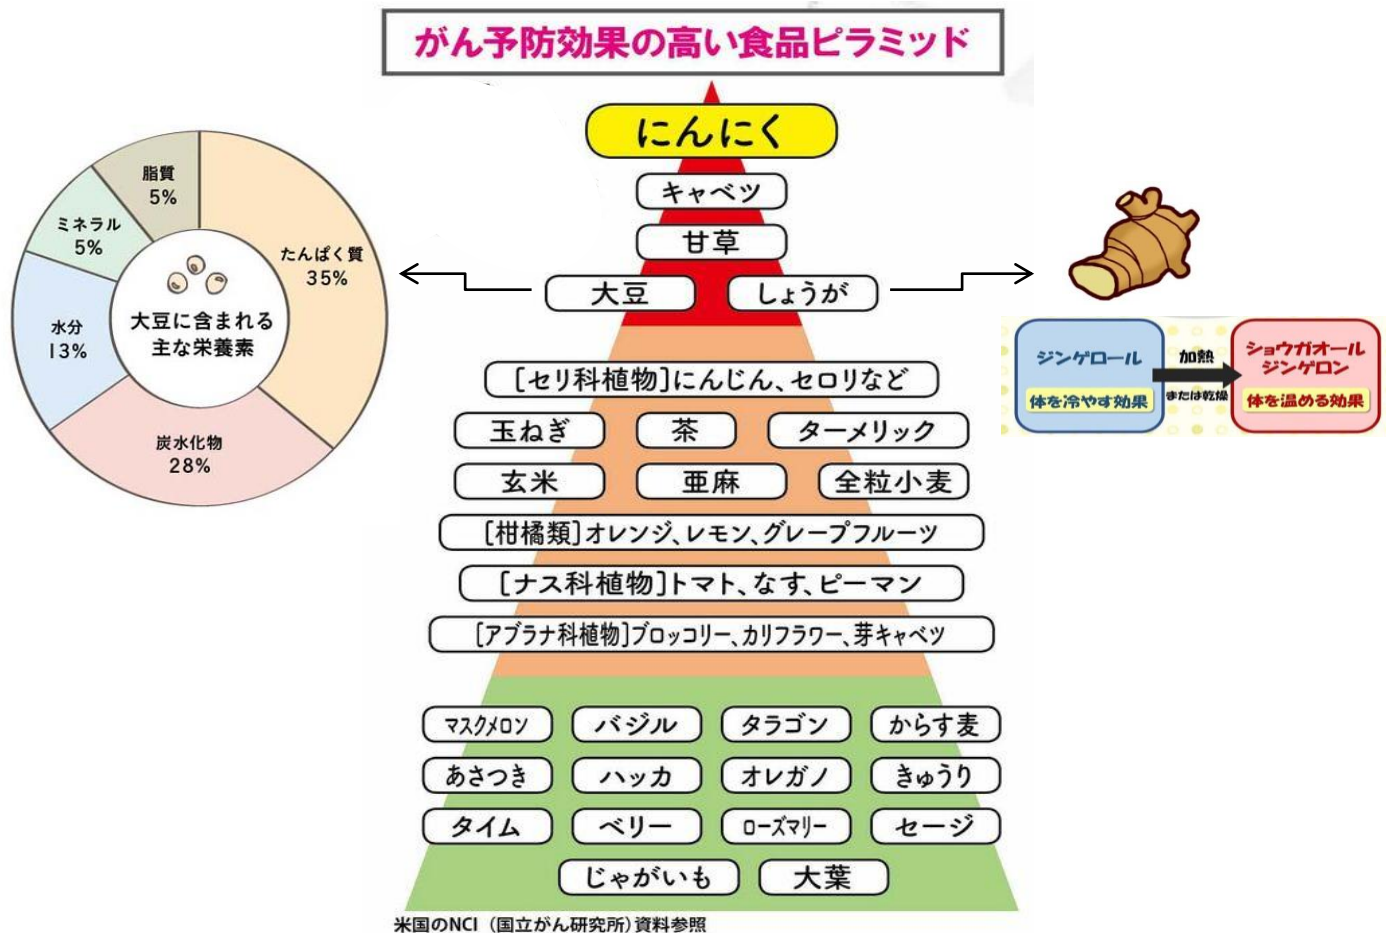 がん予防効果の高い食品ピラミッド
にんにく
キャベツ
甘草
大豆 しょうが
[セリ科植物]にんじん、セロリなど
玉ねぎ 茶 ターメリック
玄米 亜麻 全粒小麦
[柑橘類]オレンジ、レモン、グレープフルーツ
[ナス科植物]トマト、なす、ピーマン
[アブラナ科植物]ブロッコリー、カリフラワー、芽キャベツ
マスクメロン バジル タラゴン からす麦
あさつき ハッカ オレガノ きゅうり
タイム ベリー ローズマリー セージ
じゃがいも 大葉
米国のNCI（国立がん研究所）資料参照
脂質
5%
ミネラル
5%
たんぱく質
35%
水分
13%
炭水化物
28%
大豆に含まれる
主な栄養素
ジンゲロール
体を冷やす効果
加熱
または乾燥
ショウガオール
ジンゲロン
体を温める効果